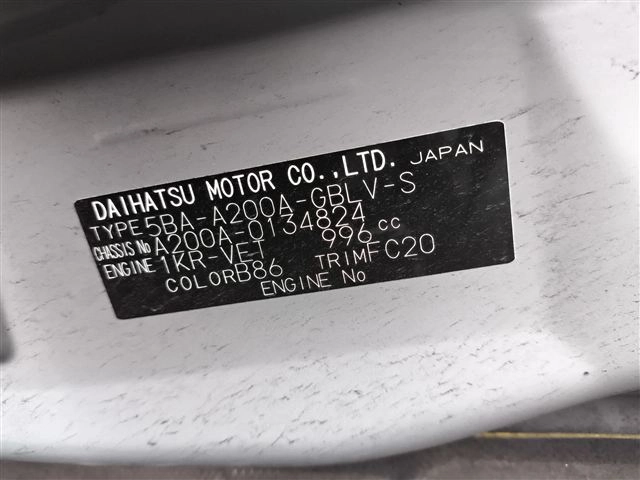 DAIHATSU MOTOR CO.,LTD. JAPAN
TYPE 5BA-A200A-GBLV-S
CHASSIS No A200A-0134824
ENGINE 1KR-VET 996 cc
COLOR B86 TRIM FC20
ENGINE No